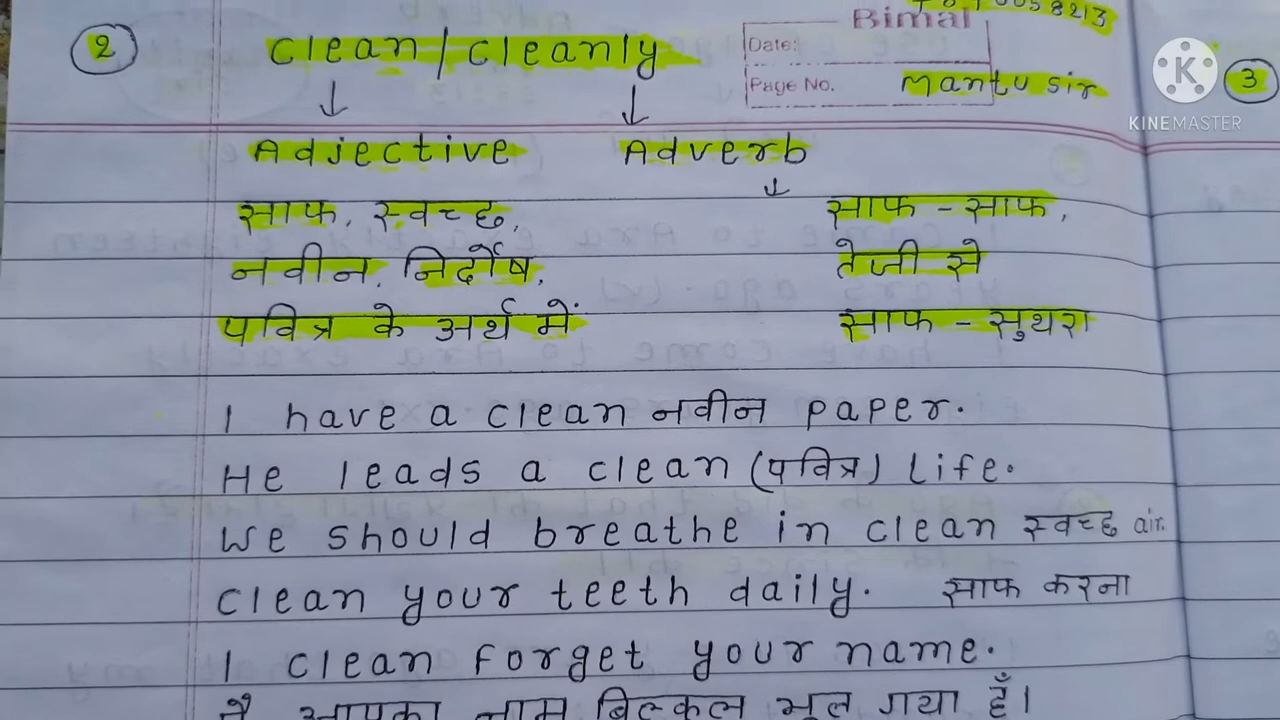 Bimal
2 Clean / Cleanly
Date:
Page No. Mantu sir
3
KINEMASTER
Adjective Adverb
साफ, स्वच्छ, साफ - साफ,
नवीन, निर्दोष, तेजी से
पवित्र के अर्थ में साफ - सुथरा
I have a clean नवीन paper.
He leads a clean (पवित्र) Life.
We should breathe in clean स्वच्छ air.
Clean your teeth daily. साफ करना
I clean forget your name.
मैं आपका नाम बिल्कुल भूल गया हूँ।